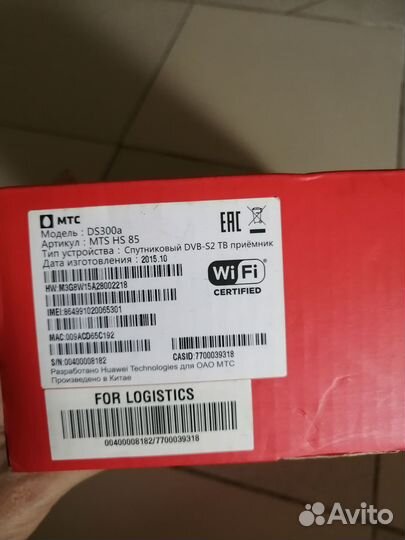 МТС
Модель : DS300a
Артикул : MTS HS 85
Тип устройства : Спутниковый DVB-S2 ТВ приёмник
Дата изготовления : 2015.10
EAC
Wi Fi
CERTIFIED
HW:M3G8W15A28002218
IMEI:864991020065301
MAC:009ACD65C192
S/N:00400008182
CASID:7700039318
Разработано Huawei Technologies для ОАО МТС
Произведено в Китае
FOR LOGISTICS
00400008182/7700039318
Avito